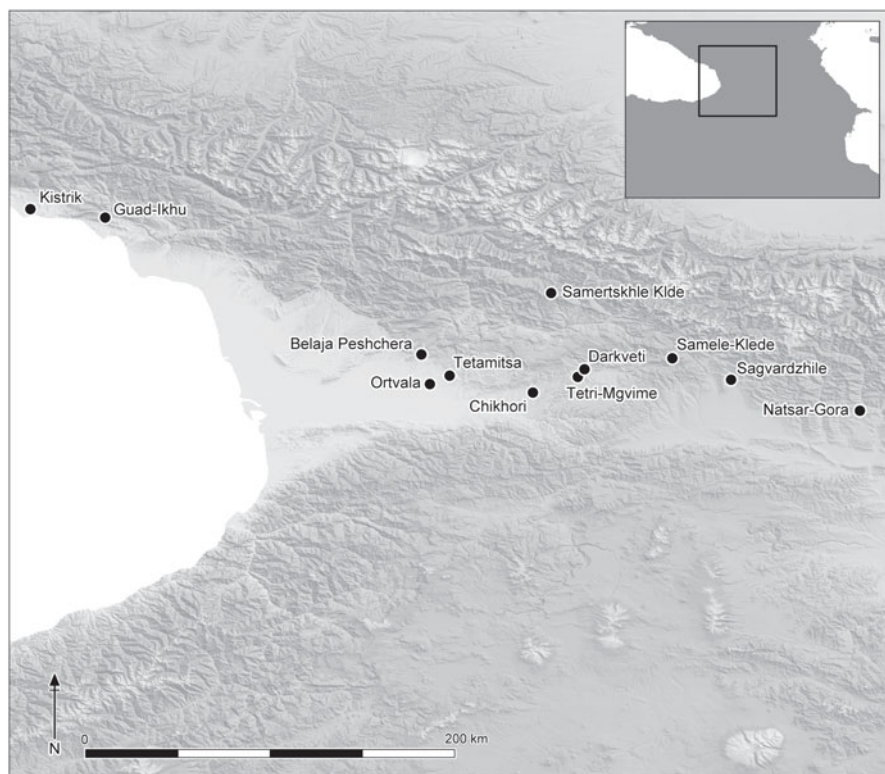 Kistrik
Guad-Ikhu
Samertskhle Klde
Belaja Peshchera
Samele-Klede
Darkveti
Tetamitsa
Sagvardzhile
Ortvala
Tetri-Mgvime
Chikhori
Natsar-Gora
N
0
200 km